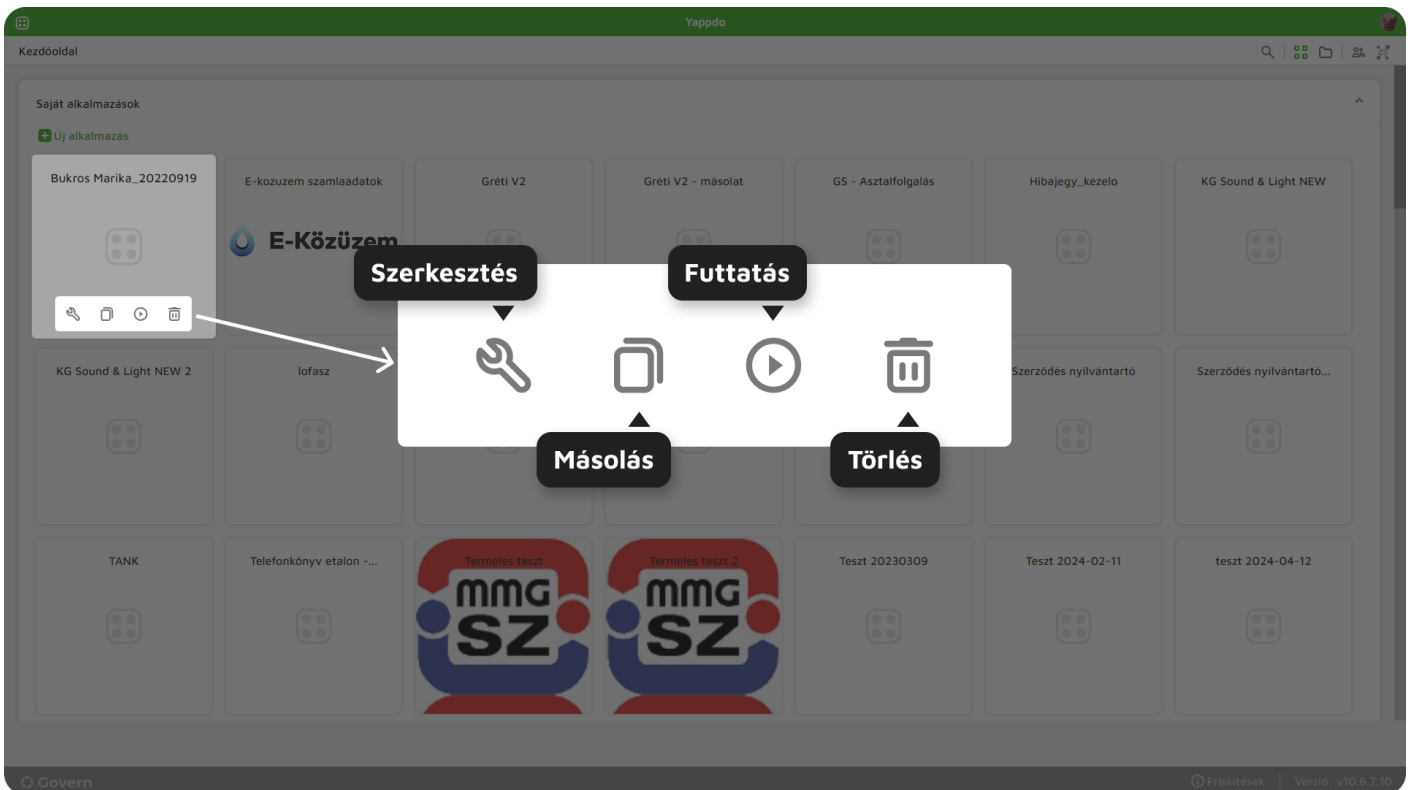 Yappdo
Kezdőoldal
Saját alkalmazások
Új alkalmazás
Bukros Marika_20220919
E-kozuzem szamlaadatok
Gréti V2
Gréti V2 - másolat
GS - Asztalfolgalás
Hibajegy_kezelo
KG Sound & Light NEW
E-Közüzem
Szerkesztés
Futtatás
KG Sound & Light NEW 2
lofasz
Szerződés nyilvántartó
Szerződés nyilvántartó...
Másolás
Törlés
TANK
Telefonkönyv etalon -...
Termeles teszt
Termeles teszt 2
Teszt 20230309
Teszt 2024-02-11
teszt 2024-04-12
mmG
SZ
mmG
SZ
Govern
Frissítések
Verzió v10.6.7.10